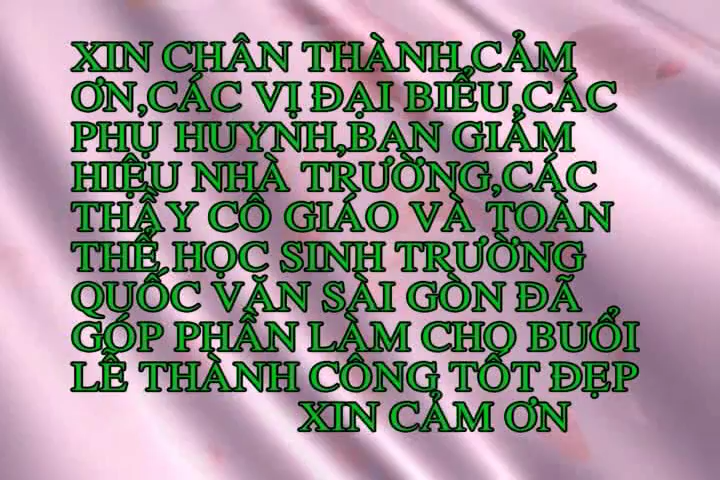 XIN CHÂN THÀNH CẢM
ƠN,CÁC VỊ ĐẠI BIỂU,CÁC
PHỤ HUYNH,BAN GIÁM
HIỆU NHÀ TRƯỜNG,CÁC
THẦY CÔ GIÁO VÀ TOÀN
THỂ HỌC SINH TRƯỜNG
QUỐC VĂN SÀI GÒN ĐÃ
GÓP PHẦN LÀM CHO BUỔI
LỄ THÀNH CÔNG TỐT ĐẸP
XIN CẢM ƠN